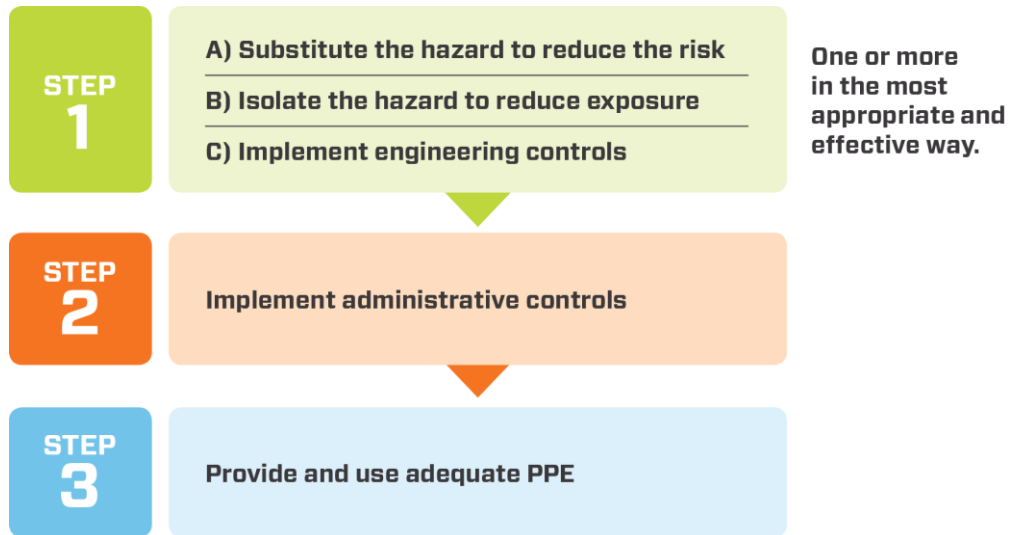 STEP
1
A) Substitute the hazard to reduce the risk
B) Isolate the hazard to reduce exposure
C) Implement engineering controls
One or more
in the most
appropriate and
effective way.
STEP
2
Implement administrative controls
STEP
3
Provide and use adequate PPE